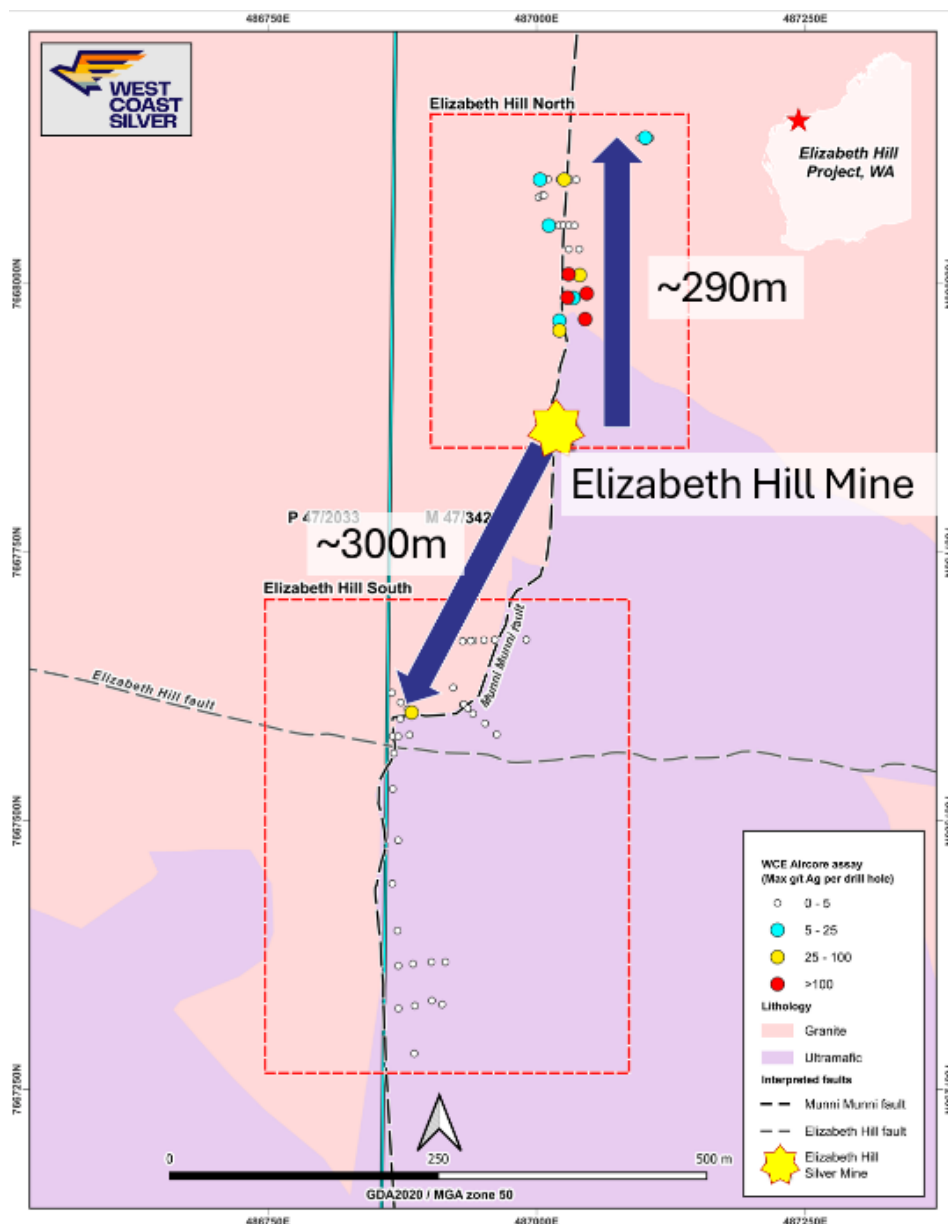 486750E
487000E
487250E
WEST
COAST
SILVER
Elizabeth Hill North
Elizabeth Hill
Project, WA
7668000N
7668000N
~290m
Elizabeth Hill Mine
P 47/2033
M 47/342
~300m
7667750N
Elizabeth Hill South
Munni Munni fault
Elizabeth Hill fault
7667500N
WCE Aircore assay
(Max g/t Ag per drill hole)
0 - 5
5 - 25
25 - 100
>100
Lithology
Granite
Ultramafic
Interpreted faults
Munni Munni fault
Elizabeth Hill fault
Elizabeth Hill
Silver Mine
7667250N
0
250
500 m
GDA2020 / MGA zone 50
486750E
487000E
487250E